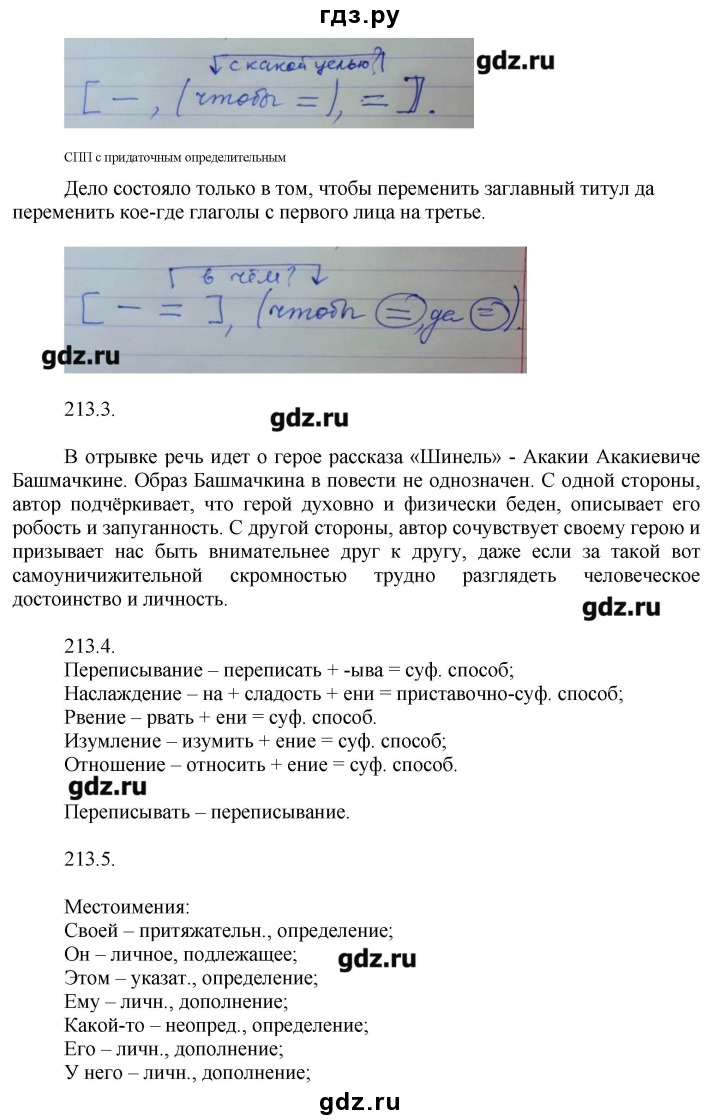 гдз.ру
с какой целью?
gdz.ru
[ – , (чтобы =), = ].
СПП с придаточным определительным
Дело состояло только в том, чтобы переменить заглавный титул да
переменить кое-где глаголы с первого лица на третье.
в чём?
[ – = ], (чтобы =, да =).
gdz.ru
213.3.
gdz.ru
В отрывке речь идет о герое рассказа «Шинель» - Акакии Акакиевиче
Башмачкине. Образ Башмачкина в повести не однозначен. С одной стороны,
автор подчёркивает, что герой духовно и физически беден, описывает его
робость и запуганность. С другой стороны, автор сочувствует своему герою и
призывает нас быть внимательнее друг к другу, даже если за такой вот
самоуничижительной скромностью трудно разглядеть человеческое
достоинство и личность.
gdz.ru
213.4.
Переписывание – переписать + -ыва = суф. способ;
Наслаждение – на + сладость + ени = приставочно-суф. способ;
Рвение – рвать + ени = суф. способ.
Изумление – изумить + ение = суф. способ;
Отношение – относить + ение = суф. способ.
gdz.ru
Переписывать – переписывание.
213.5.
Местоимения:
Своей – притяжательн., определение;
Он – личное, подлежащее;
gdz.ru
Этом – указат., определение;
Ему – личн., дополнение;
Какой-то – неопред., определение;
Его – личн., дополнение;
У него – личн., дополнение;
gdz.ru